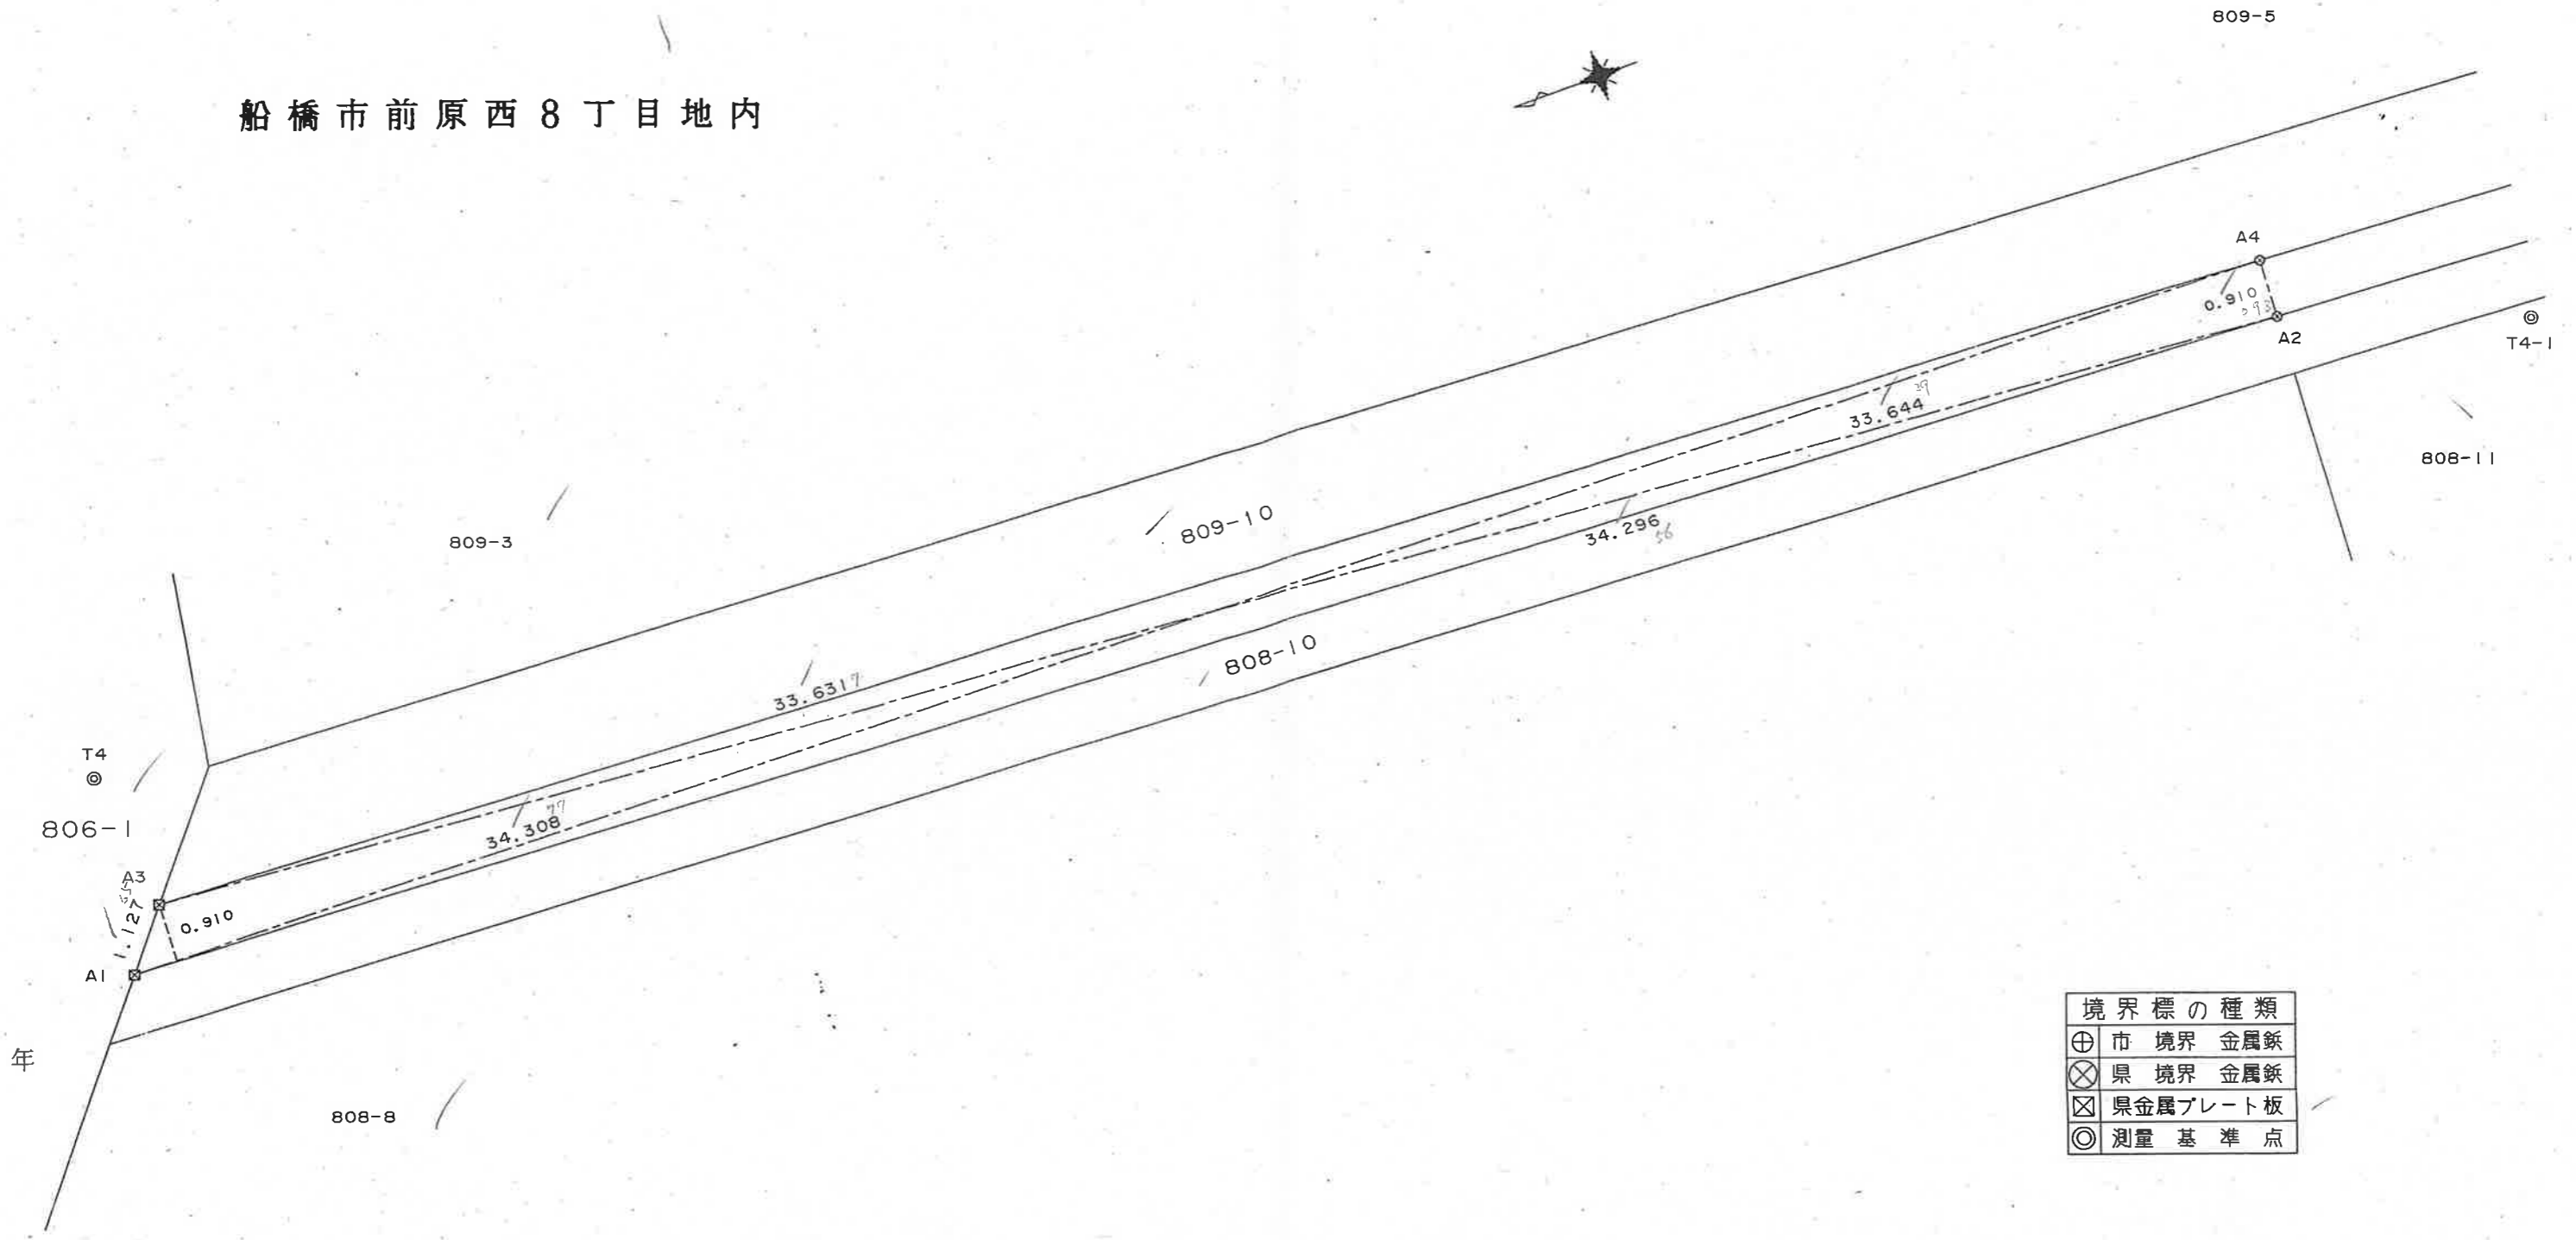 809-5
船橋市前原西8丁目地内
A4
0.910
A2
T4-1
33.644
29
808-11
809-10
34.296
56
809-3
808-10
33.631
7
T4
806-1
34.308
77
A3
1.127
0.910
A1
年
808-8
境界標の種類
市 境界 金属鋲
県 境界 金属鋲
県金属プレート板
測量 基 準 点